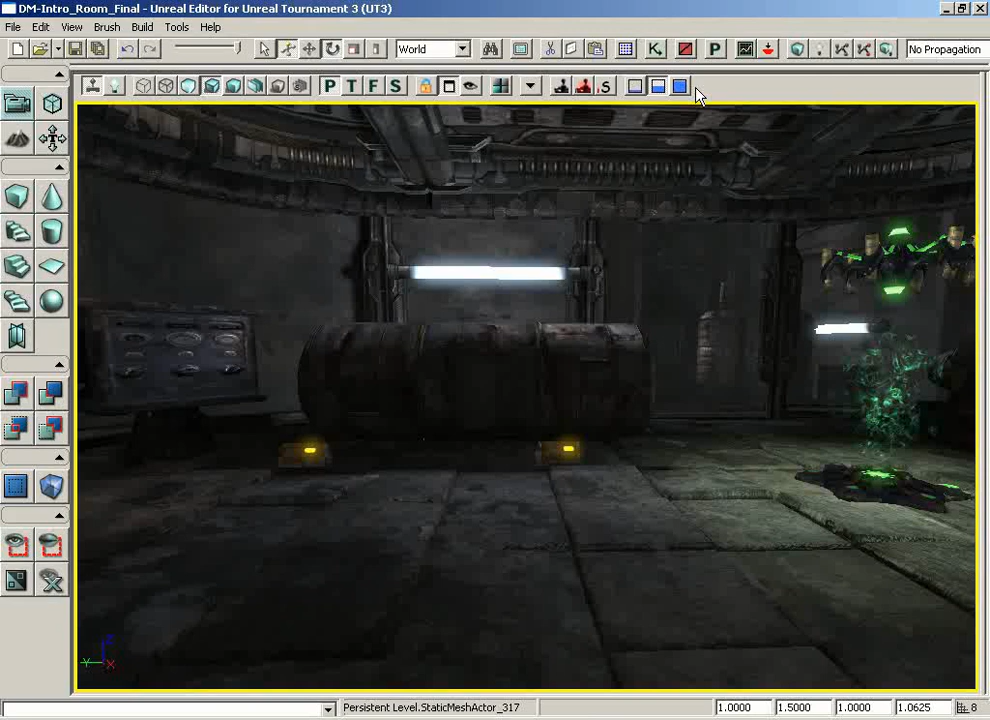 DM-Intro_Room_Final - Unreal Editor for Unreal Tournament 3 (UT3)
File Edit View Brush Build Tools Help
World No Propagation
P T F S S
Y Z X
Persistent Level.StaticMeshActor_317 1.0000 1.5000 1.0000 1.0625 8